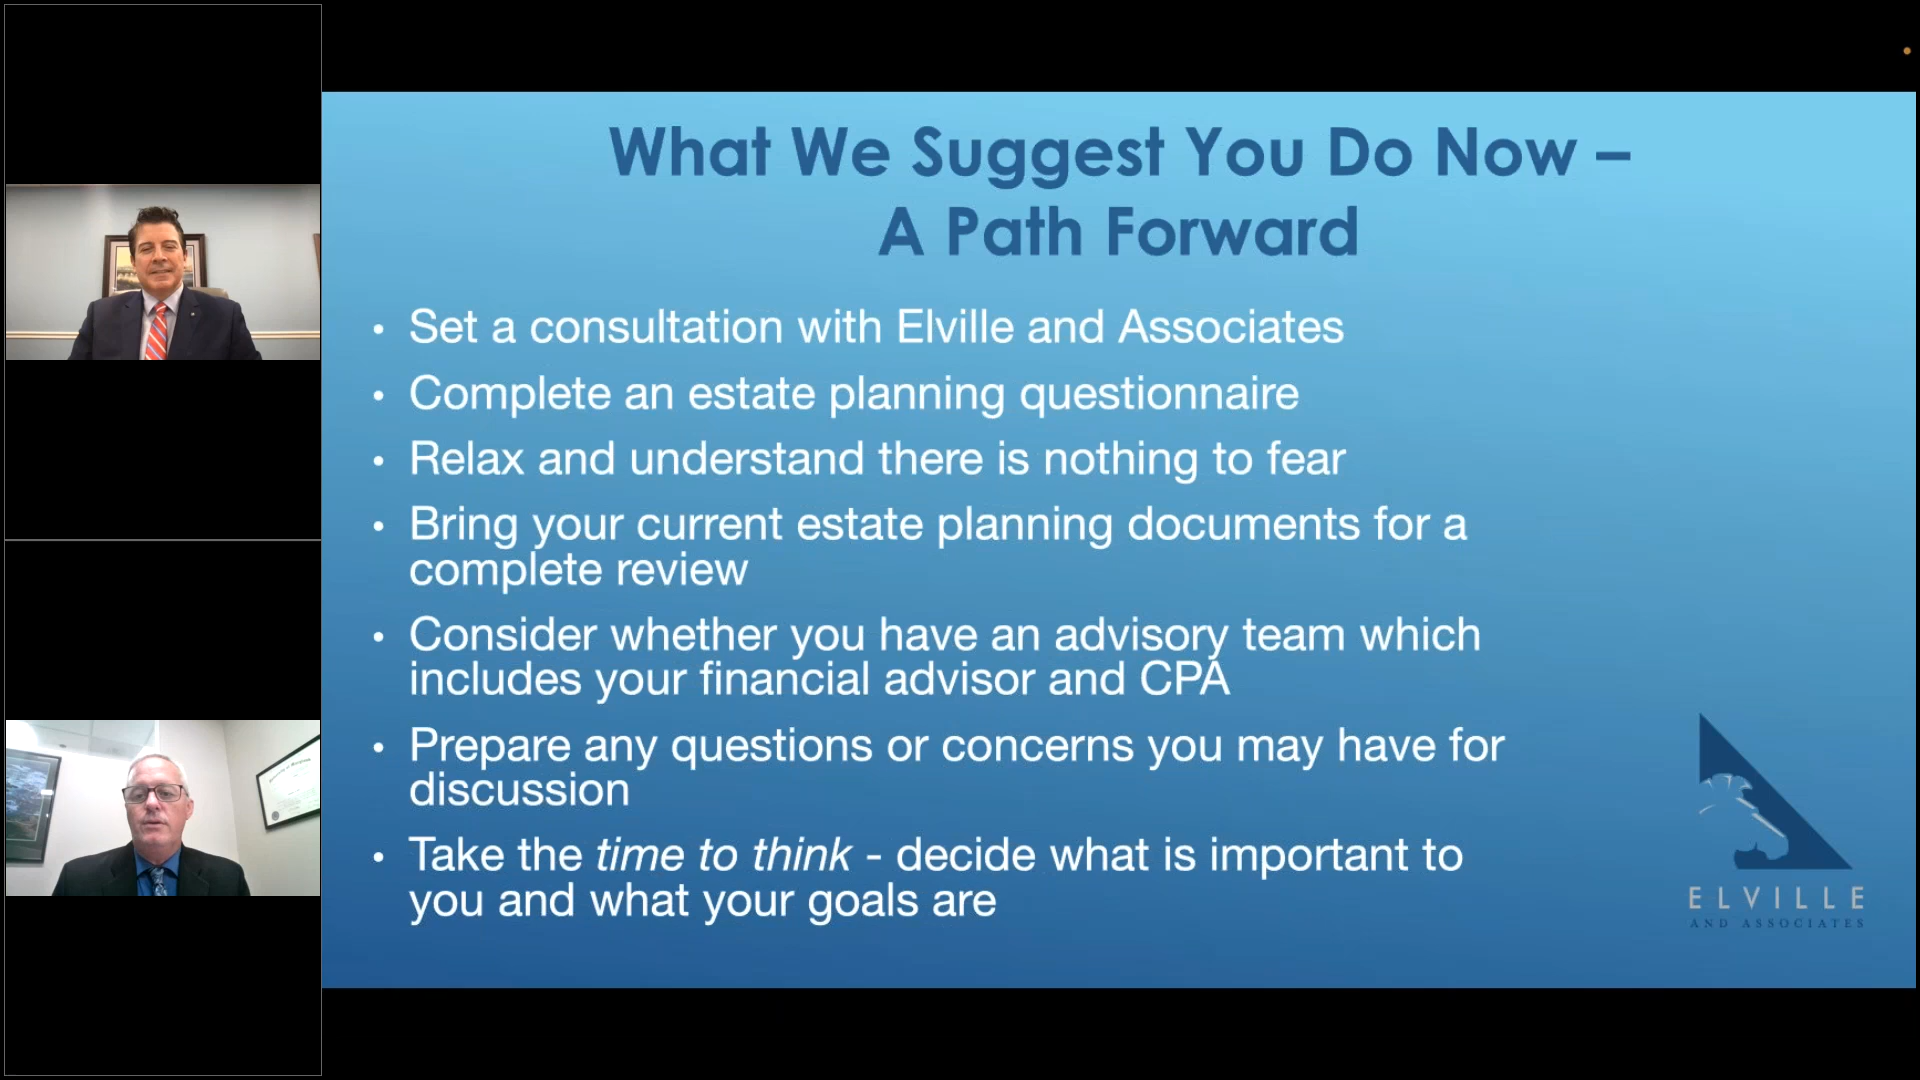 What We Suggest You Do Now –
A Path Forward
• Set a consultation with Elville and Associates
• Complete an estate planning questionnaire
• Relax and understand there is nothing to fear
• Bring your current estate planning documents for a
complete review
• Consider whether you have an advisory team which
includes your financial advisor and CPA
• Prepare any questions or concerns you may have for
discussion
• Take the time to think - decide what is important to
you and what your goals are
ELVILLE
AND ASSOCIATES